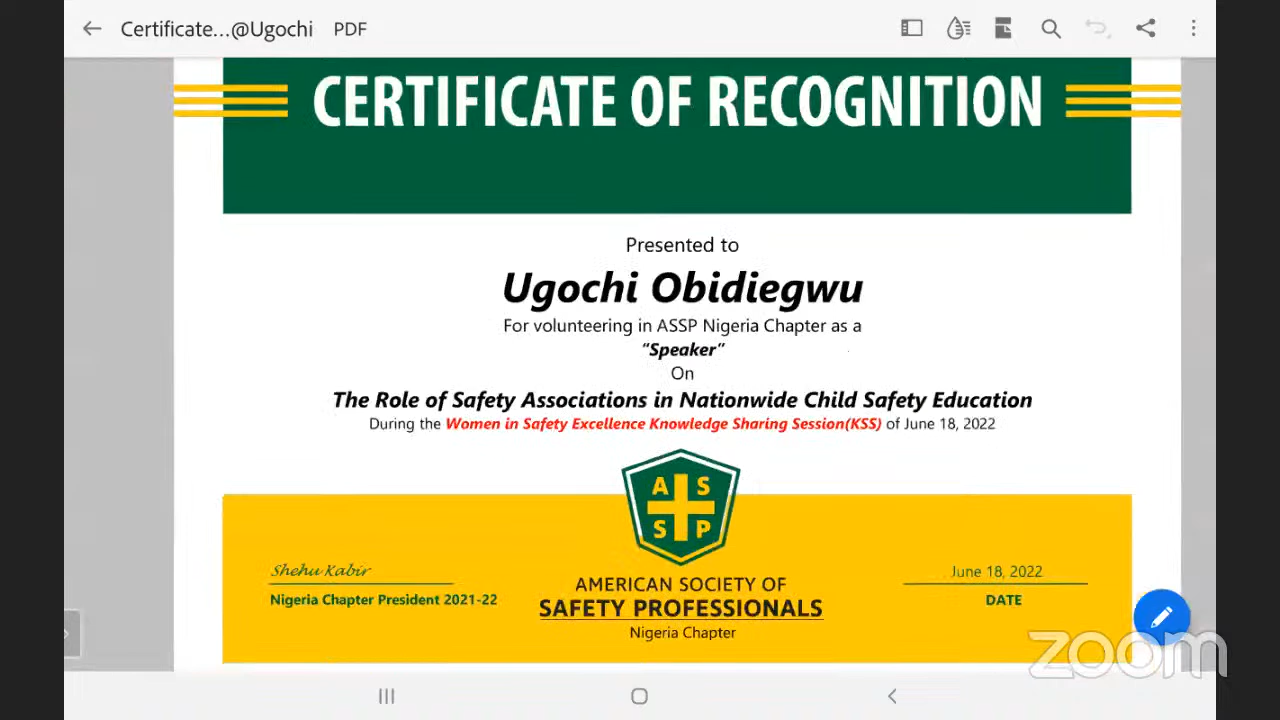 Certificate...@Ugochi PDF
CERTIFICATE OF RECOGNITION
Presented to
Ugochi Obidiegwu
For volunteering in ASSP Nigeria Chapter as a
“Speaker”
On
The Role of Safety Associations in Nationwide Child Safety Education
During the Women in Safety Excellence Knowledge Sharing Session(KSS) of June 18, 2022
A S
S P
Shehu Kabir
Nigeria Chapter President 2021-22
AMERICAN SOCIETY OF
SAFETY PROFESSIONALS
Nigeria Chapter
June 18, 2022
DATE
zoom